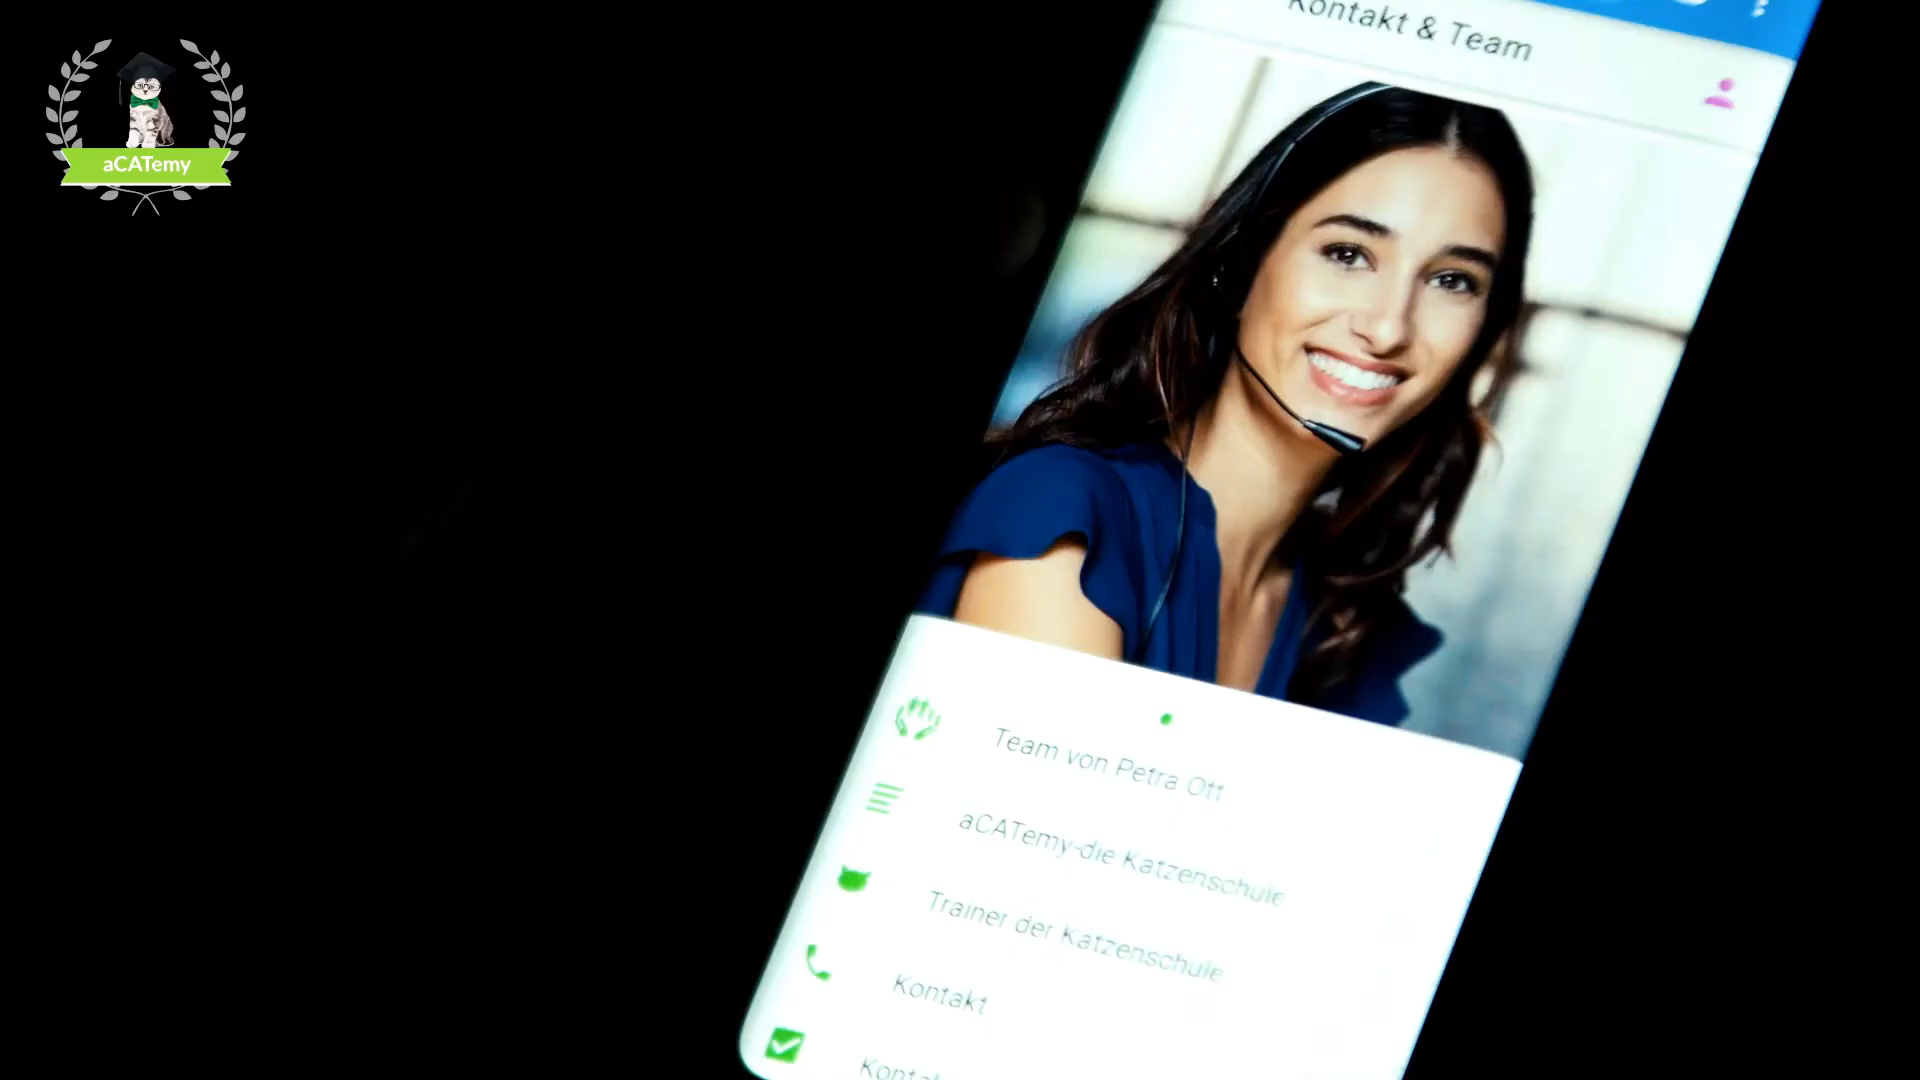 aCATemy
Kontakt & Team
Team von Petra Ott
aCATemy-die Katzenschule
Trainer der Katzenschule
Kontakt